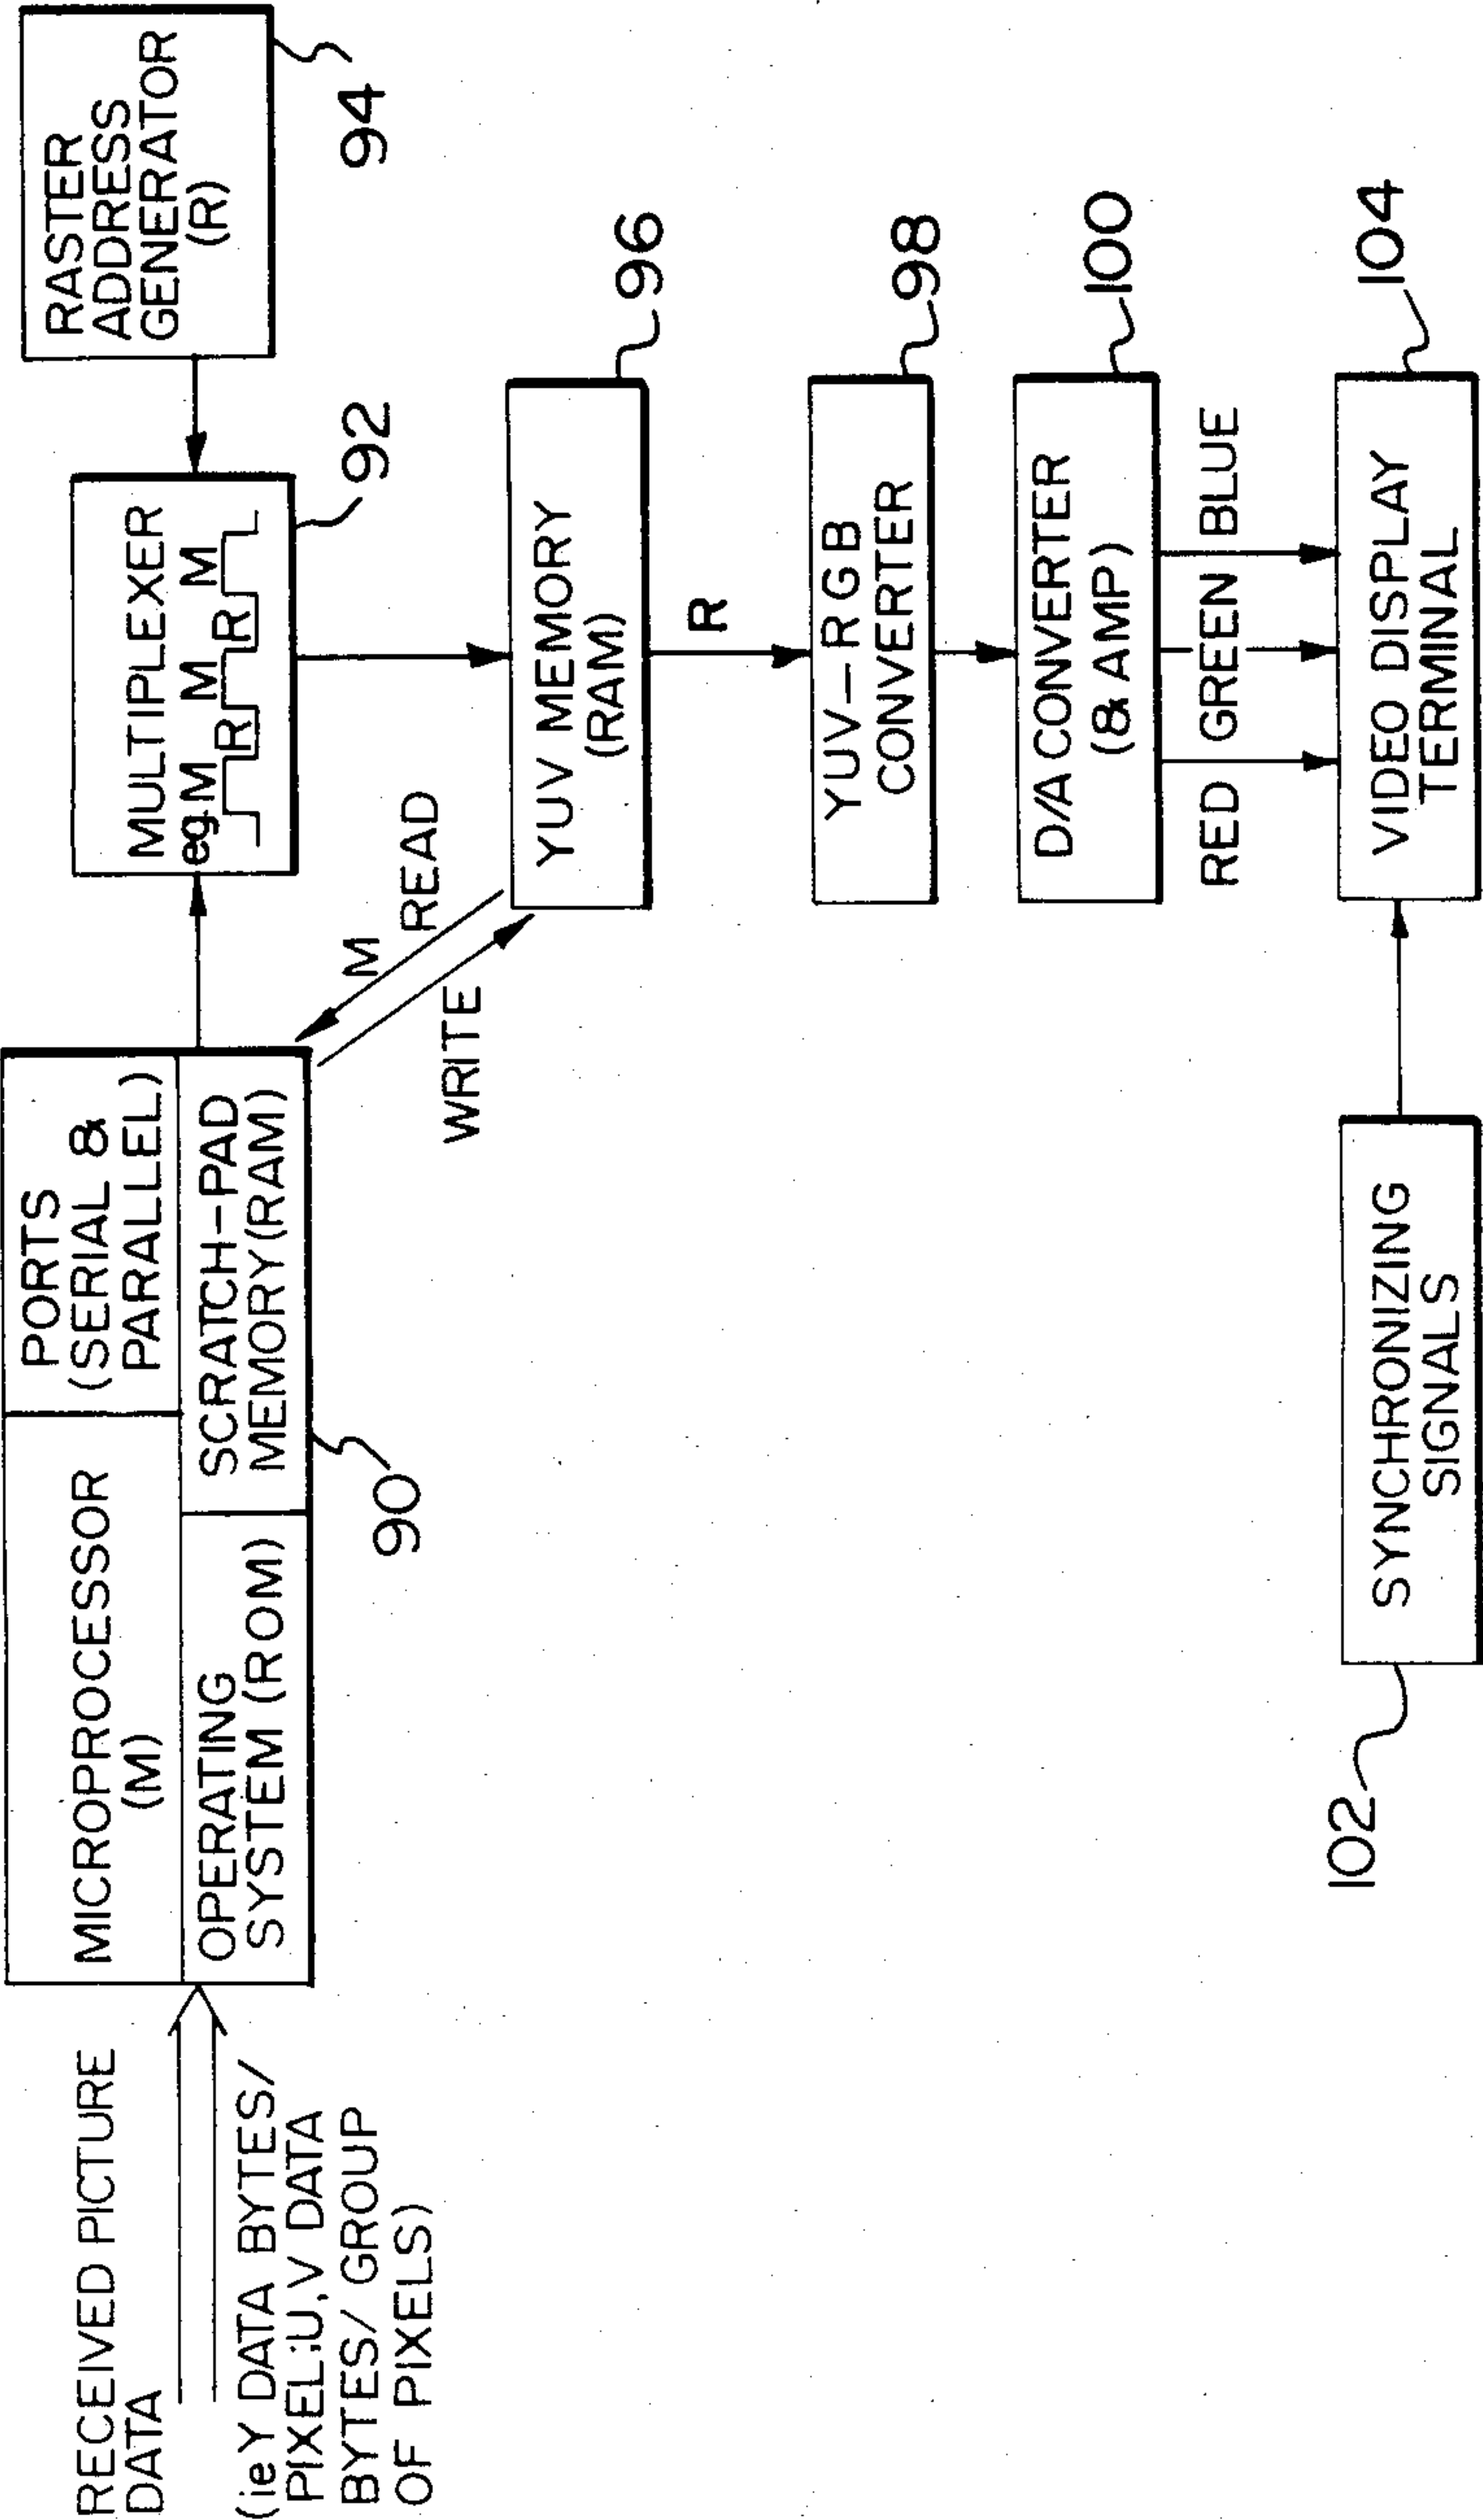 RECEIVED PICTURE
DATA
(ie Y DATA BYTES/
PIXEL;U,V DATA
BYTES/ GROUP
OF PIXELS)
MICROPROCESSOR
(M)
PORTS
(SERIAL &
PARALLEL)
OPERATING
SYSTEM (ROM)
SCRATCH-PAD
MEMORY(RAM)
90
MULTIPLEXER
eg M R M R M
92
RASTER
ADDRESS
GENERATOR
(R)
94
M READ
WRITE
YUV MEMORY
(RAM)
96
R
YUV-RGB
CONVERTER
98
D/A CONVERTER
(& AMP)
100
RED GREEN BLUE
SYNCHRONIZING
SIGNALS
102
VIDEO DISPLAY
TERMINAL
104